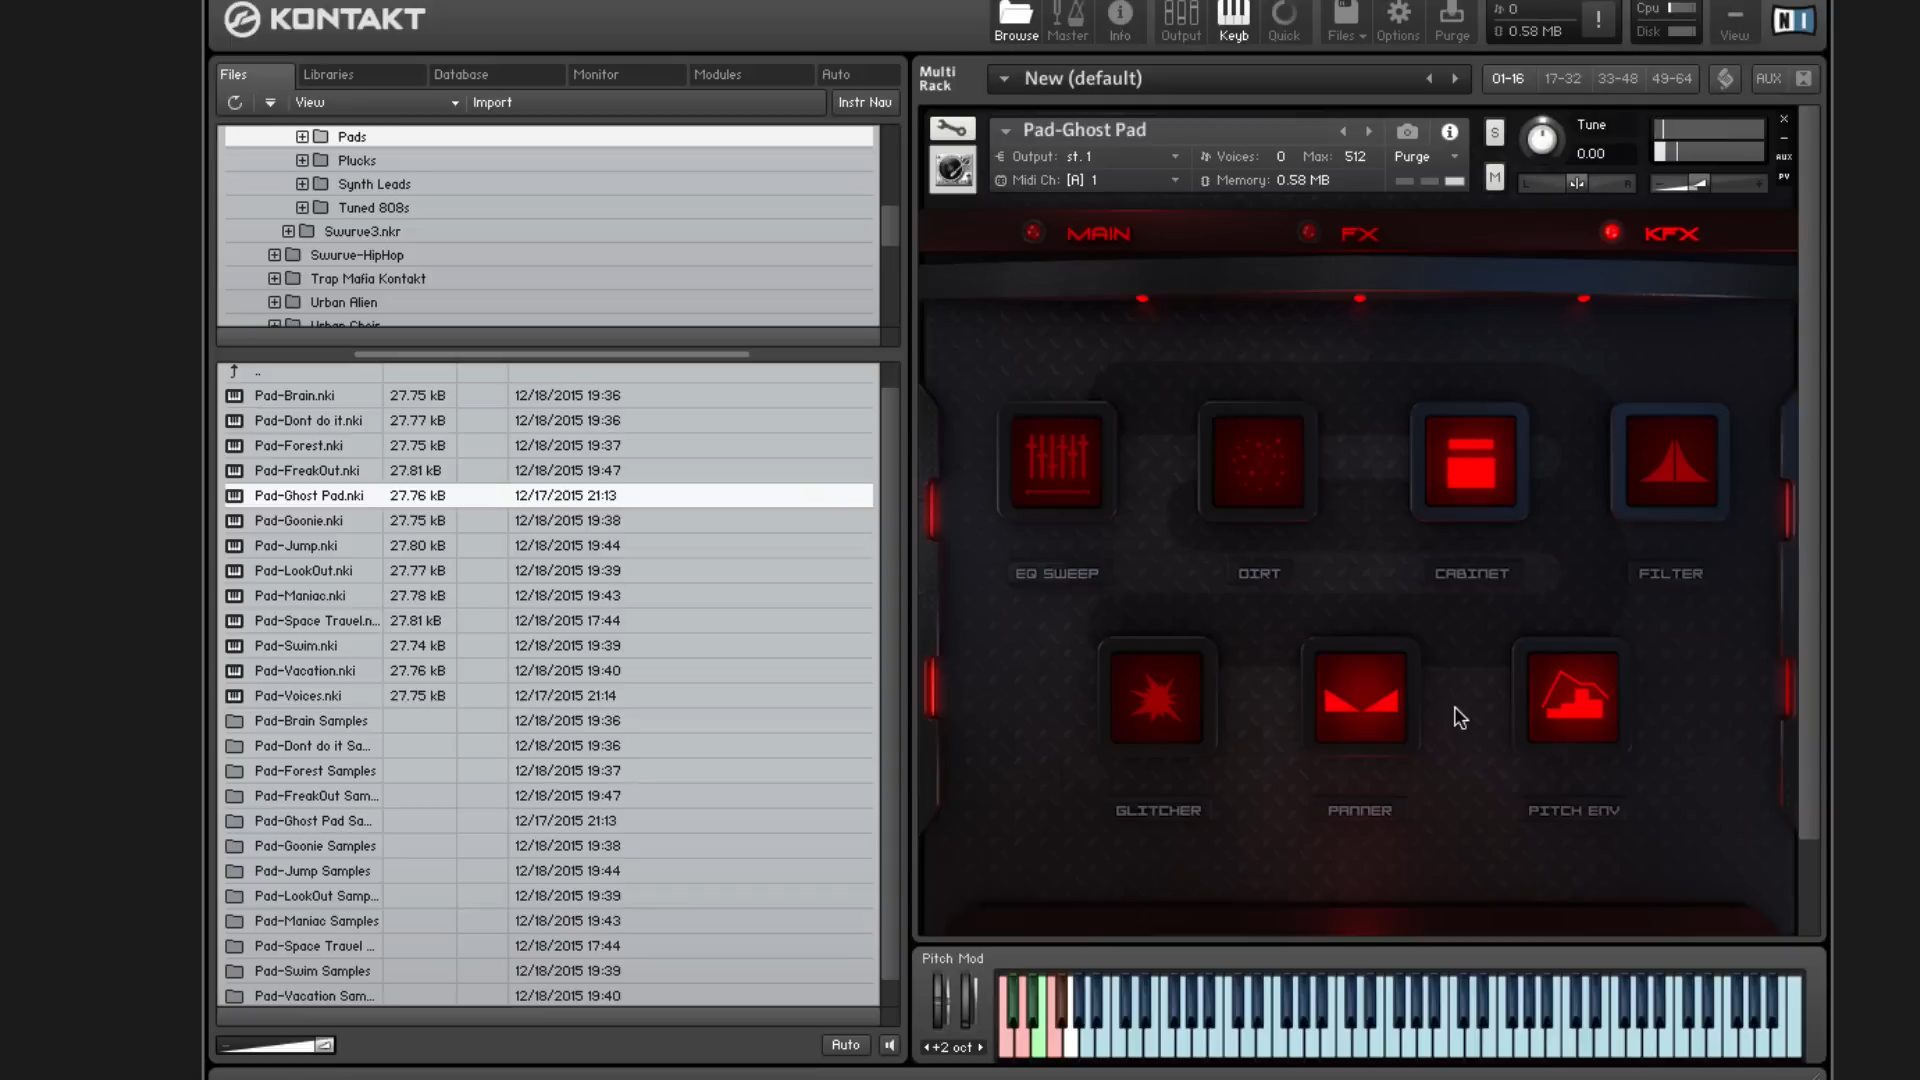 KONTAKT
Browse
Master
Info
Output
Keyb
Quick
Files
Options
Purge
0
0.58 MB
!
Cpu
Disk
View
NI
Files
Libraries
Database
Monitor
Modules
Auto
View
Import
Instr Nav
Pads
Plucks
Synth Leads
Tuned 808s
Swurve3.nkr
Swurve-HipHop
Trap Mafia Kontakt
Urban Alien
Urban Choir
..
Pad-Brain.nki 27.75 kB 12/18/2015 19:36
Pad-Dont do it.nki 27.77 kB 12/18/2015 19:36
Pad-Forest.nki 27.75 kB 12/18/2015 19:37
Pad-FreakOut.nki 27.81 kB 12/18/2015 19:47
Pad-Ghost Pad.nki 27.76 kB 12/17/2015 21:13
Pad-Goonie.nki 27.75 kB 12/18/2015 19:38
Pad-Jump.nki 27.80 kB 12/18/2015 19:44
Pad-LookOut.nki 27.77 kB 12/18/2015 19:39
Pad-Maniac.nki 27.78 kB 12/18/2015 19:43
Pad-Space Travel.n... 27.81 kB 12/18/2015 17:44
Pad-Swim.nki 27.74 kB 12/18/2015 19:39
Pad-Vacation.nki 27.76 kB 12/18/2015 19:40
Pad-Voices.nki 27.75 kB 12/17/2015 21:14
Pad-Brain Samples 12/18/2015 19:36
Pad-Dont do it Sa... 12/18/2015 19:36
Pad-Forest Samples 12/18/2015 19:37
Pad-FreakOut Sam... 12/18/2015 19:47
Pad-Ghost Pad Sa... 12/17/2015 21:13
Pad-Goonie Samples 12/18/2015 19:38
Pad-Jump Samples 12/18/2015 19:44
Pad-LookOut Samp... 12/18/2015 19:39
Pad-Maniac Samples 12/18/2015 19:43
Pad-Space Travel ... 12/18/2015 17:44
Pad-Swim Samples 12/18/2015 19:39
Pad-Vacation Sam... 12/18/2015 19:40
Auto
Multi
Rack
New (default)
01-16 17-32 33-48 49-64
AUX
Pad-Ghost Pad
Output: st.1
Voices: 0 Max: 512
Purge
Midi Ch: [A] 1
Memory: 0.58 MB
S
M
Tune
0.00
L
R
AUX
PV
MAIN
FX
KFX
EQ SWEEP
DIRT
CABINET
FILTER
GLITCHER
PANNER
PITCH ENV
Pitch Mod
+2 oct